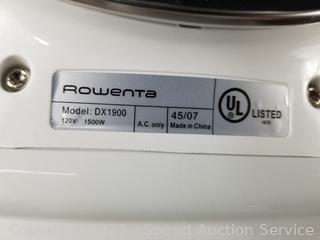 Rowenta
Model: DX1900
120V 1500W
A.C. only
45/07
Made in China
UL
LISTED
Sound Auction Service